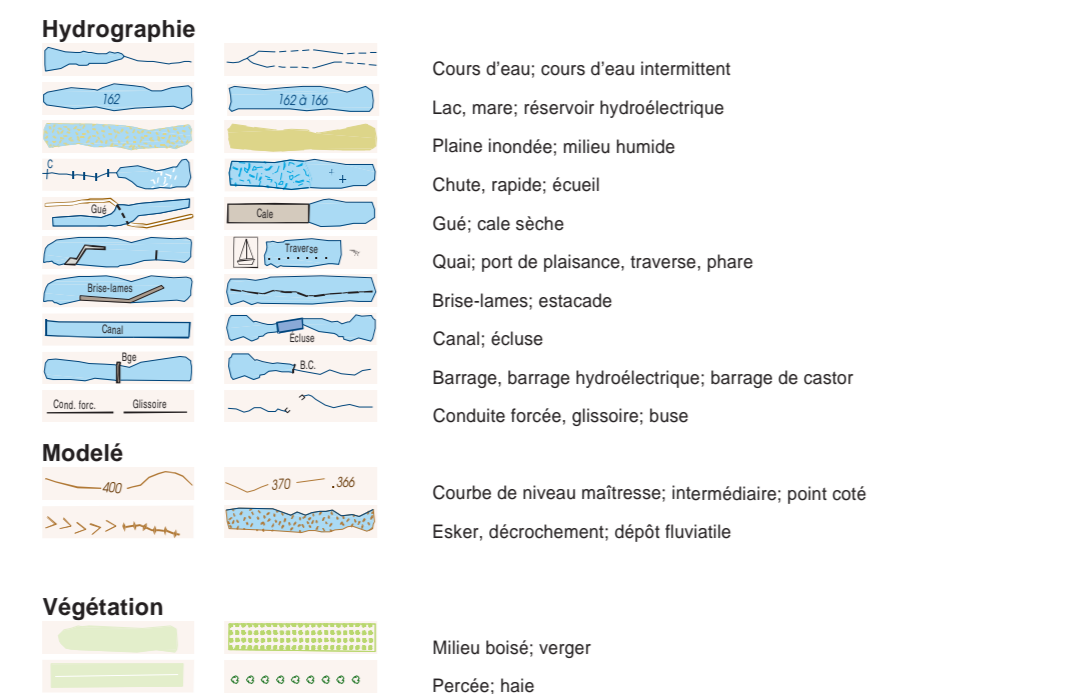 Hydrographie
Cours d'eau; cours d'eau intermittent
162 162 à 166 Lac, mare; réservoir hydroélectrique
Plaine inondée; milieu humide
C Chute, rapide; écueil
Gué Cale Gué; cale sèche
Traverse Quai; port de plaisance, traverse, phare
Brise-lames Brise-lames; estacade
Canal Écluse Canal; écluse
Bge B.C. Barrage, barrage hydroélectrique; barrage de castor
Cond. forc. Glissoire Conduite forcée, glissoire; buse
Modelé
400 370 .366 Courbe de niveau maîtresse; intermédiaire; point coté
Esker, décrochement; dépôt fluviatile
Végétation
Milieu boisé; verger
Percée; haie